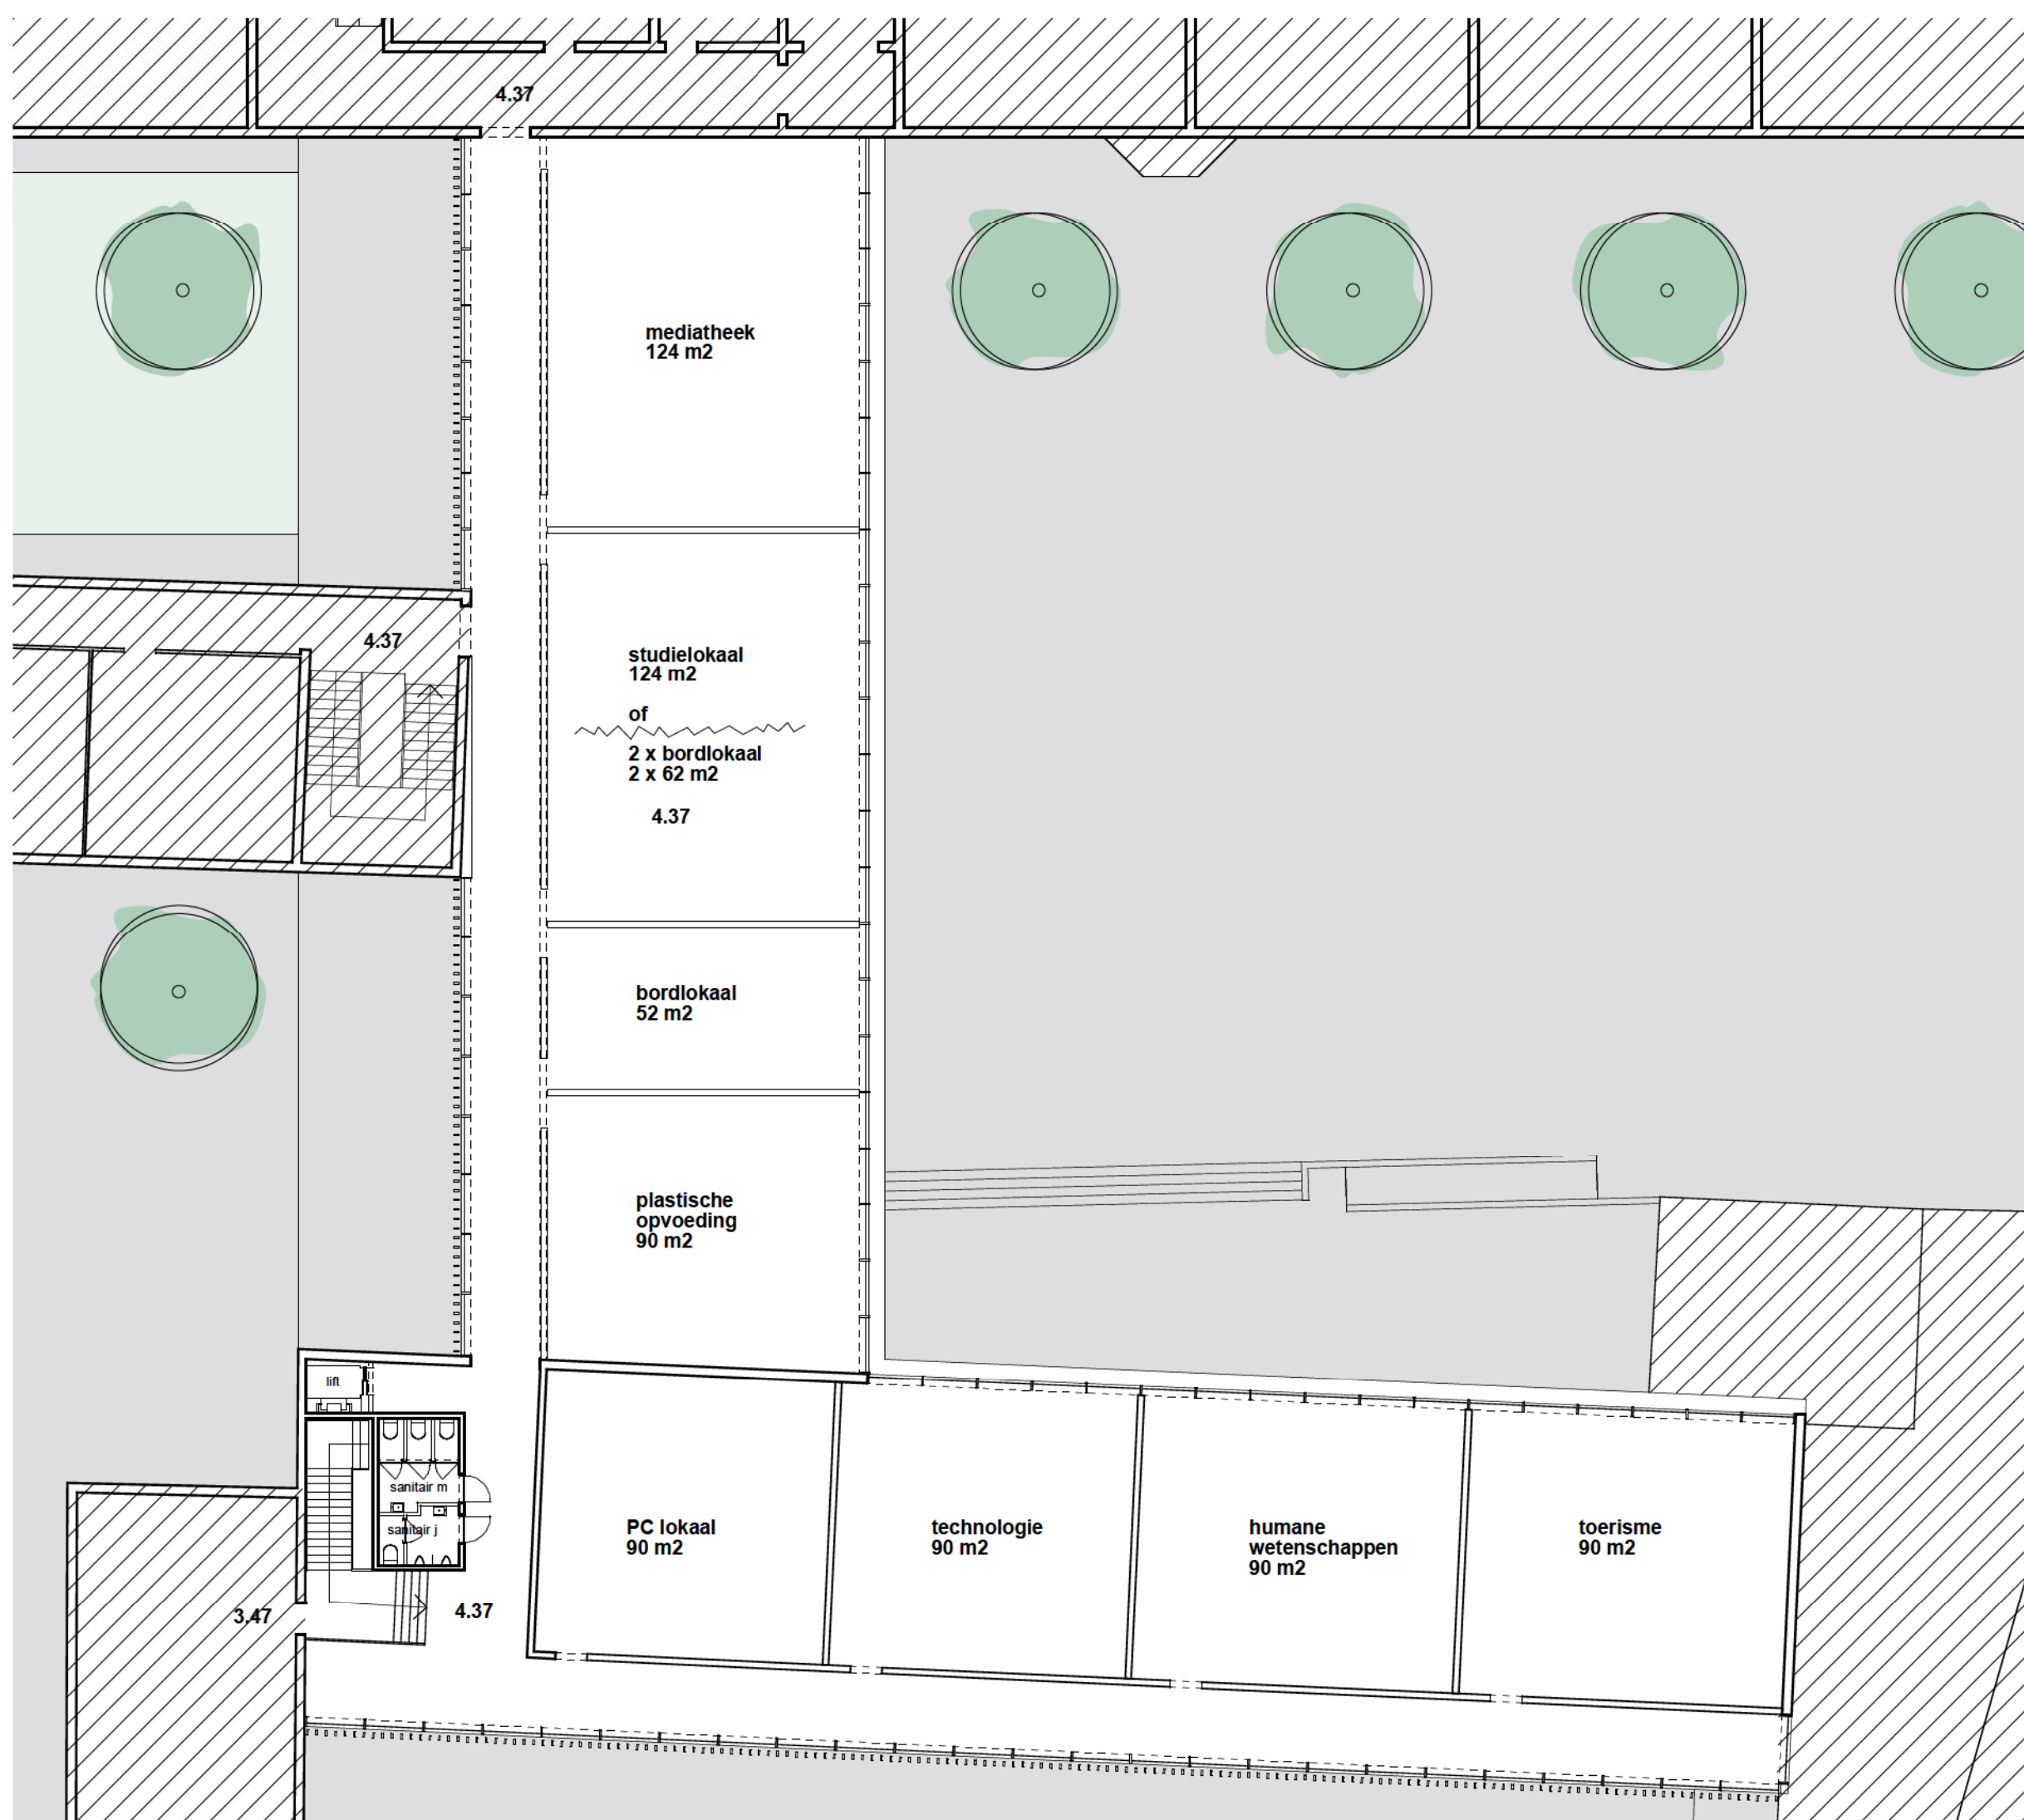 4.37
mediatheek
124 m2
4.37
studielokaal
124 m2
of
2 x bordlokaal
2 x 62 m2
4.37
bordlokaal
52 m2
plastische
opvoeding
90 m2
lift
sanitair m
sanitair j
PC lokaal
90 m2
technologie
90 m2
humane
wetenschappen
90 m2
toerisme
90 m2
3.47
4.37